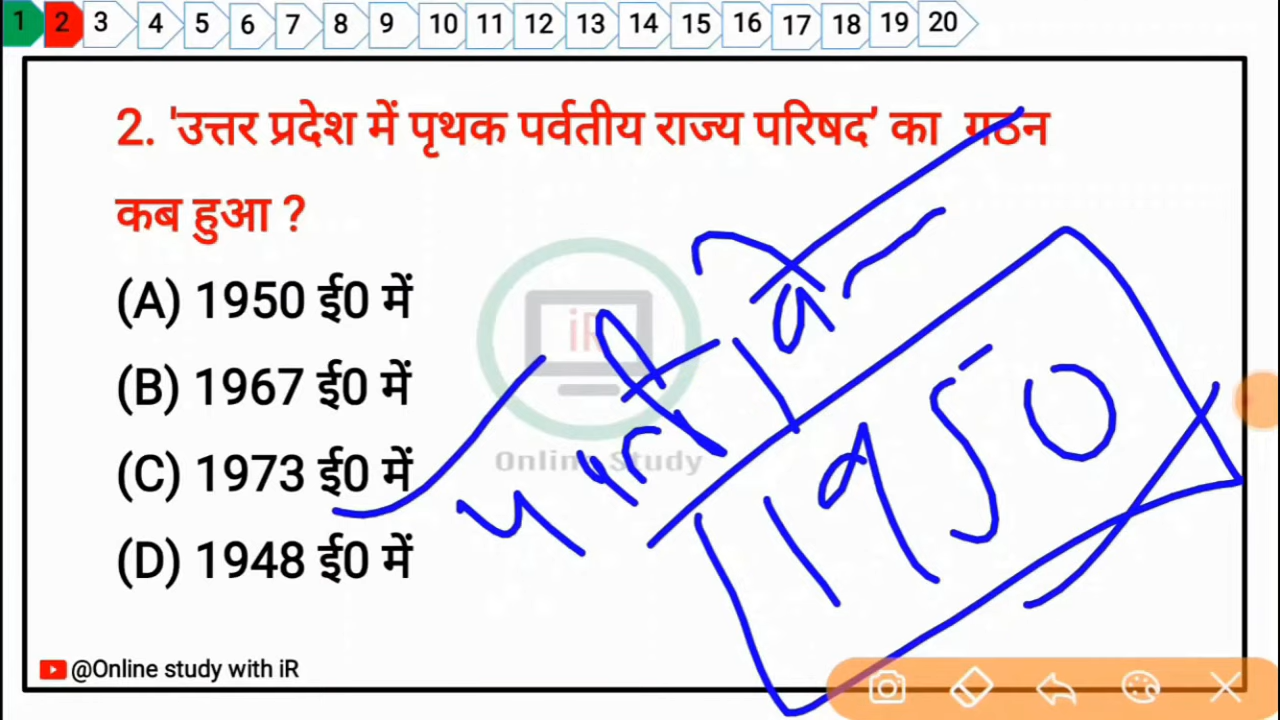 1 2 3 4 5 6 7 8 9 10 11 12 13 14 15 16 17 18 19 20
2. 'उत्तर प्रदेश में पृथक पर्वतीय राज्य परिषद' का गठन
कब हुआ ?
(A) 1950 ई0 में
(B) 1967 ई0 में
(C) 1973 ई0 में
(D) 1948 ई0 में
iR
Online Study
1950
@Online study with iR